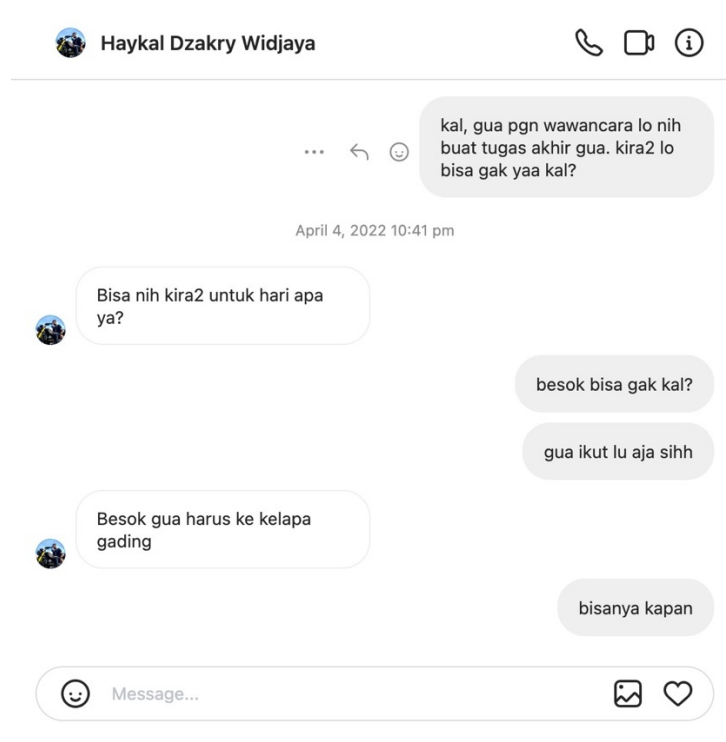 Haykal Dzakry Widjaya
kal, gua pgn wawancara lo nih
buat tugas akhir gua. kira2 lo
bisa gak yaa kal?
April 4, 2022 10:41 pm
Bisa nih kira2 untuk hari apa
ya?
besok bisa gak kal?
gua ikut lu aja sihh
Besok gua harus ke kelapa
gading
bisanya kapan
Message...